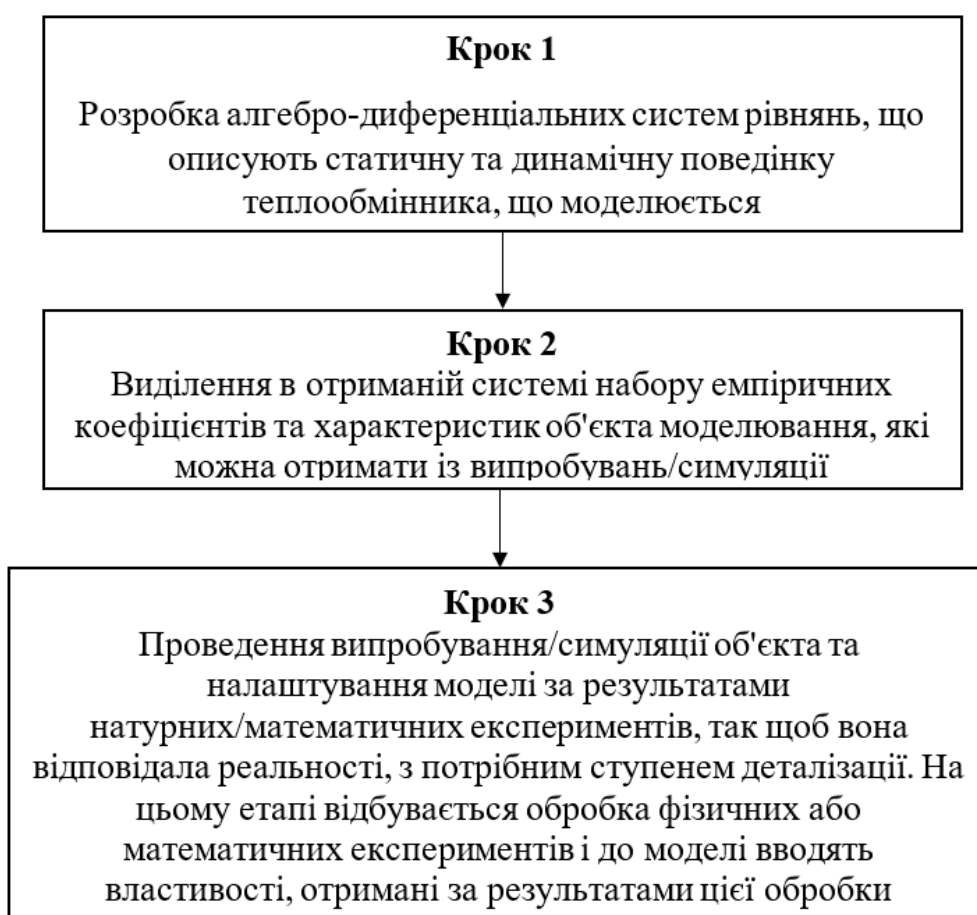 Крок 1
Розробка алгебро-диференціальних систем рівнянь, що
описують статичну та динамічну поведінку
теплообмінника, що моделюється
Крок 2
Виділення в отриманій системі набору емпіричних
коефіцієнтів та характеристик об'єкта моделювання, які
можна отримати із випробувань/симуляції
Крок 3
Проведення випробування/симуляції об'єкта та
налаштування моделі за результатами
натурних/математичних експериментів, так щоб вона
відповідала реальності, з потрібним ступенем деталізації. На
цьому етапі відбувається обробка фізичних або
математичних експериментів і до моделі вводять
властивості, отримані за результатами цієї обробки